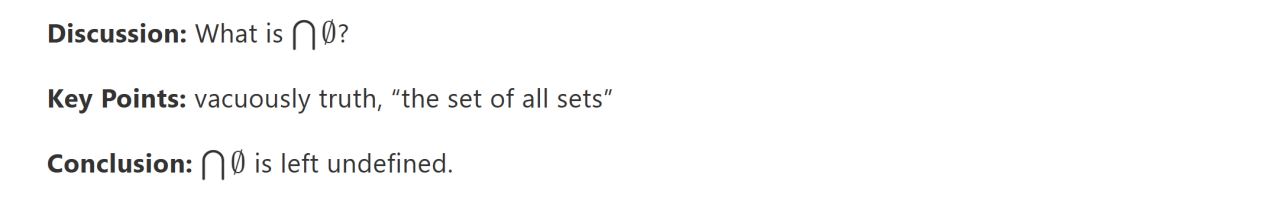 Discussion: What is ⋂ ∅?
Key Points: vacuously truth, “the set of all sets”
Conclusion: ⋂ ∅ is left undefined.